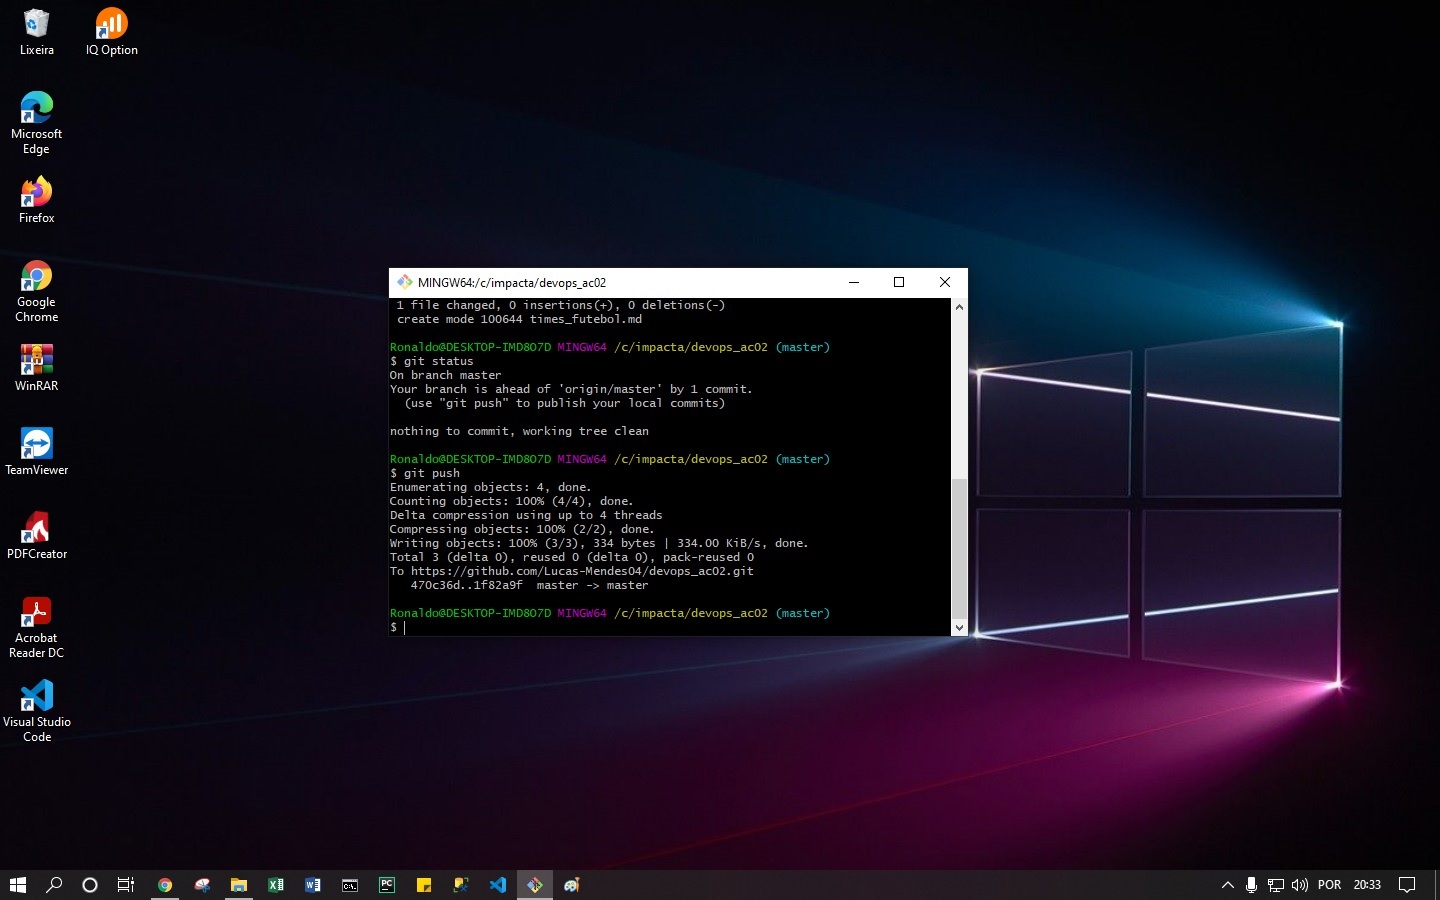 Lixeira
IQ Option
Microsoft
Edge
Firefox
Google
Chrome
WinRAR
TeamViewer
PDFCreator
Acrobat
Reader DC
Visual Studio
Code
MINGW64:/c/impacta/devops_ac02
1 file changed, 0 insertions(+), 0 deletions(-)
create mode 100644 times_futebol.md
Ronaldo@DESKTOP-IMD8O7D MINGW64 /c/impacta/devops_ac02 (master)
$ git status
On branch master
Your branch is ahead of 'origin/master' by 1 commit.
(use "git push" to publish your local commits)
nothing to commit, working tree clean
Ronaldo@DESKTOP-IMD8O7D MINGW64 /c/impacta/devops_ac02 (master)
$ git push
Enumerating objects: 4, done.
Counting objects: 100% (4/4), done.
Delta compression using up to 4 threads
Compressing objects: 100% (2/2), done.
Writing objects: 100% (3/3), 334 bytes | 334.00 KiB/s, done.
Total 3 (delta 0), reused 0 (delta 0), pack-reused 0
To https://github.com/Lucas-Mendes04/devops_ac02.git
470c36d..1f82a9f master -> master
Ronaldo@DESKTOP-IMD8O7D MINGW64 /c/impacta/devops_ac02 (master)
$
POR
20:33